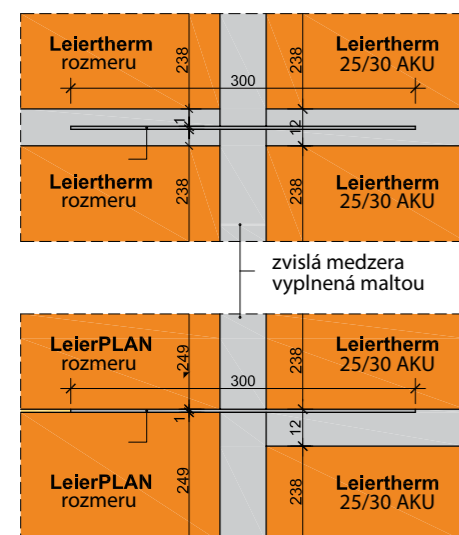 Leiertherm
rozmeru
238
238
Leiertherm
25/30 AKU
300
1
12
Leiertherm
rozmeru
238
238
Leiertherm
25/30 AKU
zvislá medzera
vyplnená maltou
LeierPLAN
rozmeru
249
238
Leiertherm
25/30 AKU
300
1
12
LeierPLAN
rozmeru
249
238
Leiertherm
25/30 AKU